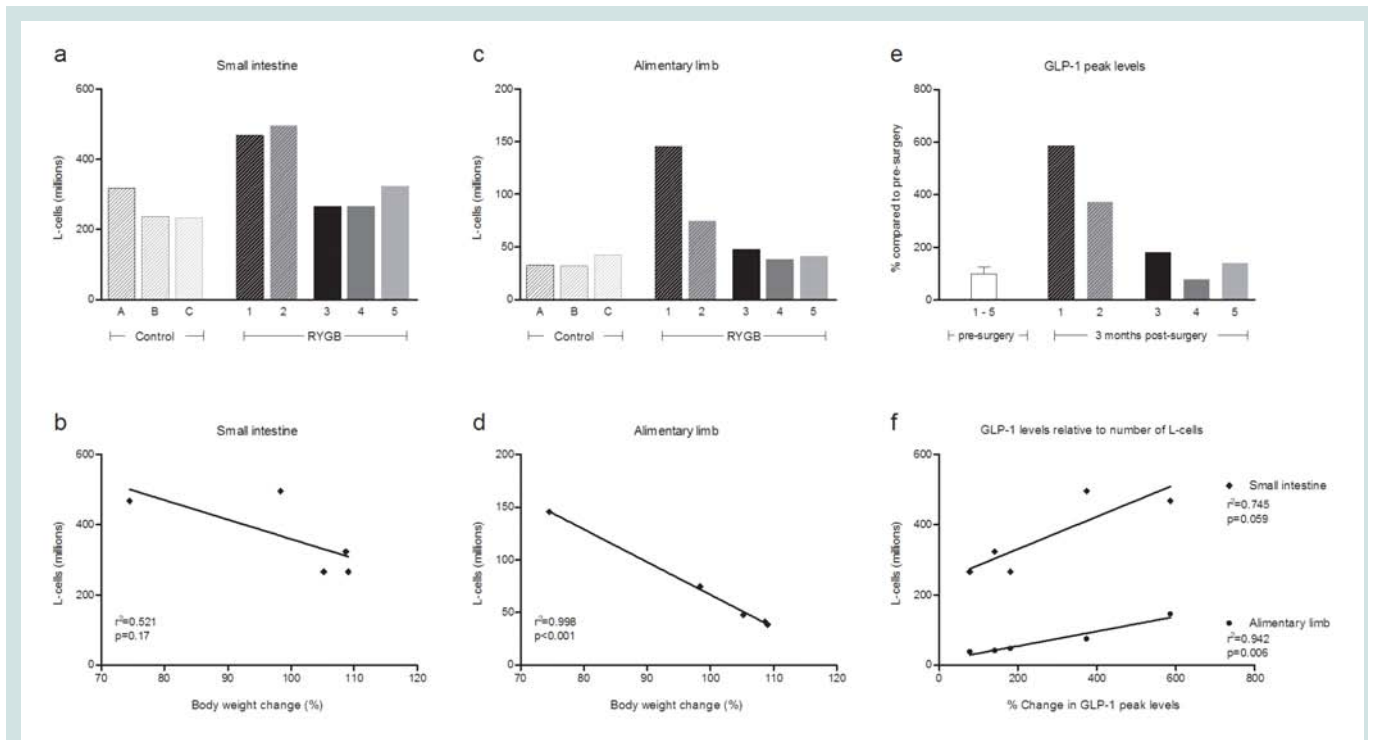 a
Small intestine
L-cells (millions)
600
400
200
0
A B C 1 2 3 4 5
Control RYGB
c
Alimentary limb
L-cells (millions)
200
150
100
50
0
A B C 1 2 3 4 5
Control RYGB
e
GLP-1 peak levels
% compared to pre-surgery
800
600
400
200
0
1 - 5 1 2 3 4 5
pre-surgery 3 months post-surgery
b
Small intestine
L-cells (millions)
600
400
200
0
r²=0.521
p=0.17
70 80 90 100 110 120
Body weight change (%)
d
Alimentary limb
L-cells (millions)
200
150
100
50
0
r²=0.998
p<0.001
70 80 90 100 110 120
Body weight change (%)
f
GLP-1 levels relative to number of L-cells
L-cells (millions)
600
400
200
0
Small intestine
r²=0.745
p=0.059
Alimentary limb
r²=0.942
p=0.006
0 200 400 600 800
% Change in GLP-1 peak levels